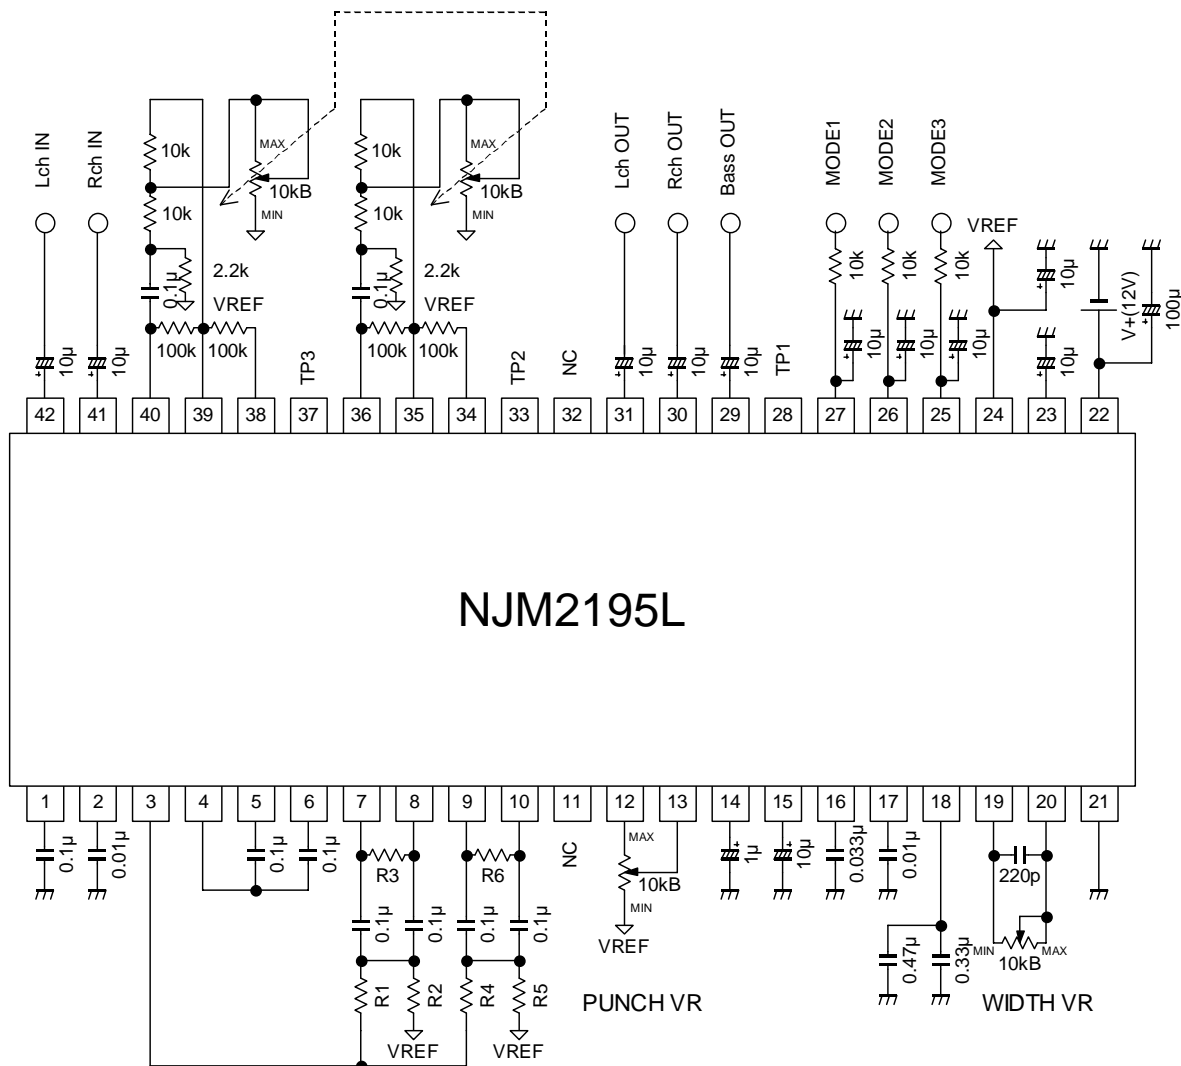 Lch IN
Rch IN
10k
10k
0.1µ
2.2k
VREF
100k
100k
MAX
10kB
MIN
10k
10k
0.1µ
2.2k
VREF
100k
100k
MAX
10kB
MIN
Lch OUT
Rch OUT
Bass OUT
MODE1
MODE2
MODE3
10k
10k
10k
VREF
10µ
V+(12V)
100µ
10µ
10µ
TP3
TP2
NC
10µ
10µ
10µ
TP1
10µ
10µ
10µ
10µ
42
41
40
39
38
37
36
35
34
33
32
31
30
29
28
27
26
25
24
23
22
NJM2195L
1
2
3
4
5
6
7
8
9
10
11
12
13
14
15
16
17
18
19
20
21
0.1µ
0.01µ
0.1µ
0.1µ
R3
R6
NC
MAX
10kB
MIN
VREF
1µ
10µ
0.033µ
0.01µ
220p
0.1µ
0.1µ
0.1µ
0.1µ
0.47µ
0.33µ
MIN
10kB
MAX
R1
R2
R4
R5
PUNCH VR
WIDTH VR
VREF
VREF